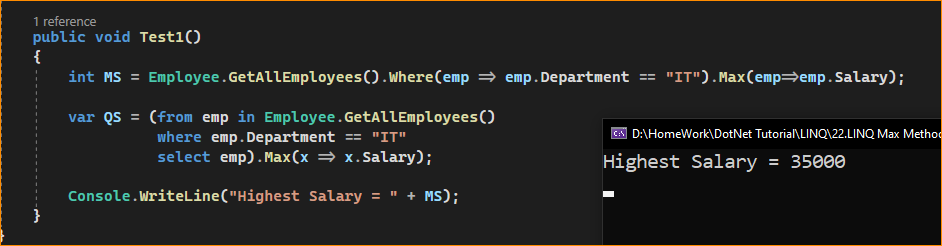 1 reference
public void Test1()
{
int MS = Employee.GetAllEmployees().Where(emp => emp.Department == "IT").Max(emp=>emp.Salary);
var QS = (from emp in Employee.GetAllEmployees()
where emp.Department == "IT"
select emp).Max(x => x.Salary);
Console.WriteLine("Highest Salary = " + MS);
}
}
D:\HomeWork\DotNet Tutorial\LINQ\22.LINQ Max Method
Highest Salary = 35000